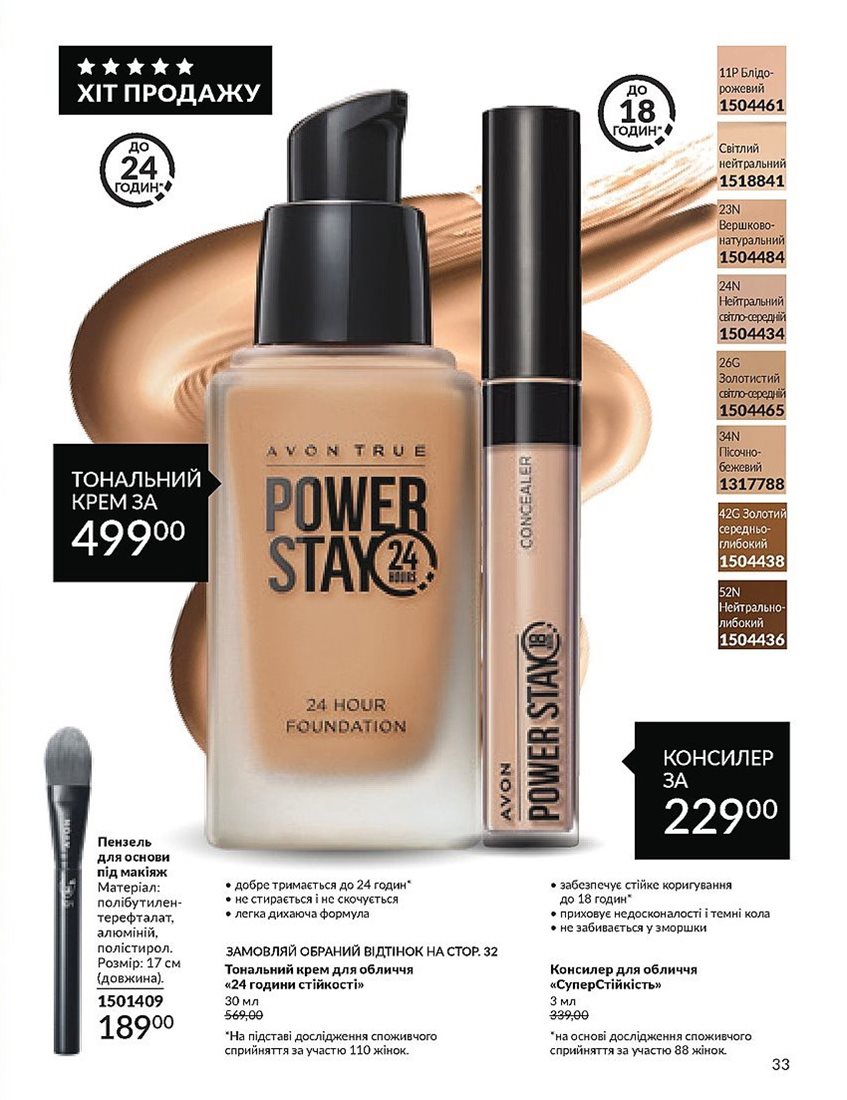 ХІТ ПРОДАЖУ
ДО
24
ГОДИН*
ДО
18
ГОДИН*
11P Блідо-
рожевий
1504461
Світлий
нейтральний
1518841
23N
Вершково-
натуральний
1504484
24N
Нейтральний
світло-середній
1504434
26G
Золотистий
світло-середній
1504465
34N
Пісочно-
бежевий
1317788
42G Золотий
середньо-
глибокий
1504438
52N
Нейтрально-
либокий
1504436
ТОНАЛЬНИЙ
КРЕМ ЗА
49900
AVON TRUE
POWER
STAY
24
HOURS
24 HOUR
FOUNDATION
CONCEALER
POWER STAY
18
AVON
КОНСИЛЕР
ЗА
22900
AVON
Пензель
для основи
під макіяж
Матеріал:
полібутилен-
терефталат,
алюміній,
полістирол.
Розмір: 17 см
(довжина).
1501409
18900
• добре тримається до 24 годин*
• не стирається і не скочується
• легка дихаюча формула
ЗАМОВЛЯЙ ОБРАНИЙ ВІДТІНОК НА СТОР. 32
Тональний крем для обличчя
«24 години стійкості»
30 мл
569,00
*На підставі дослідження споживчого
сприйняття за участю 110 жінок.
• забезпечує стійке коригування
до 18 годин*
• приховує недосконалості і темні кола
• не забивається у зморшки
Консилер для обличчя
«СуперСтійкість»
3 мл
339,00
*на основі дослідження споживчого
сприйняття за участю 88 жінок.
33